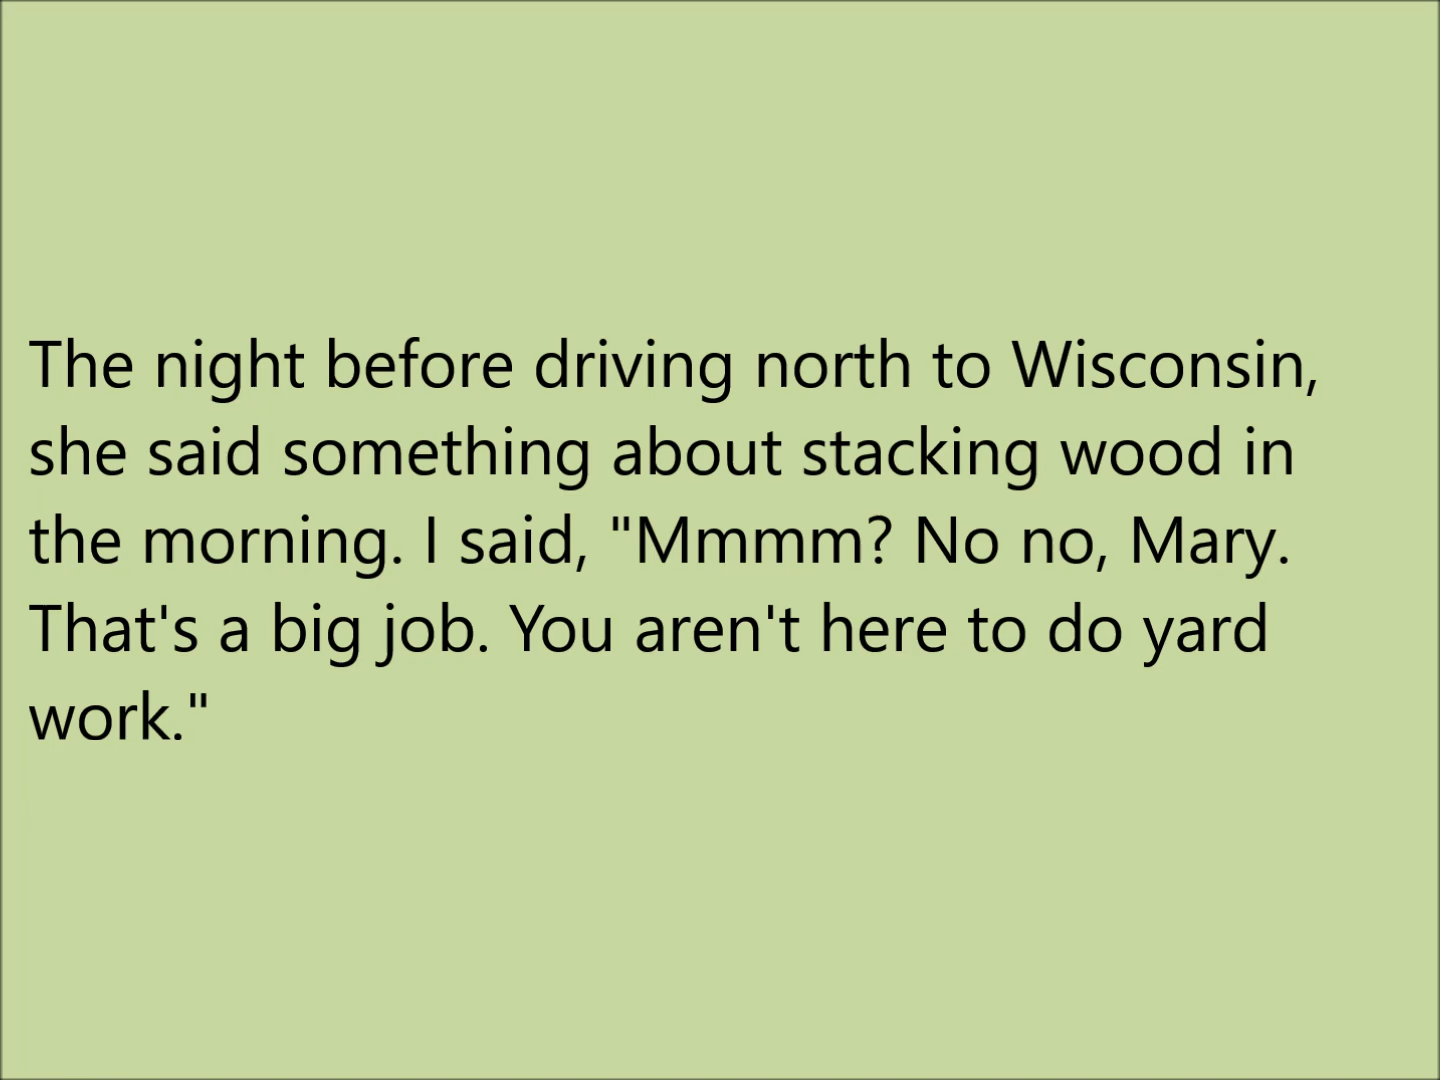 The night before driving north to Wisconsin,
she said something about stacking wood in
the morning. I said, "Mmmm? No no, Mary.
That's a big job. You aren't here to do yard
work."